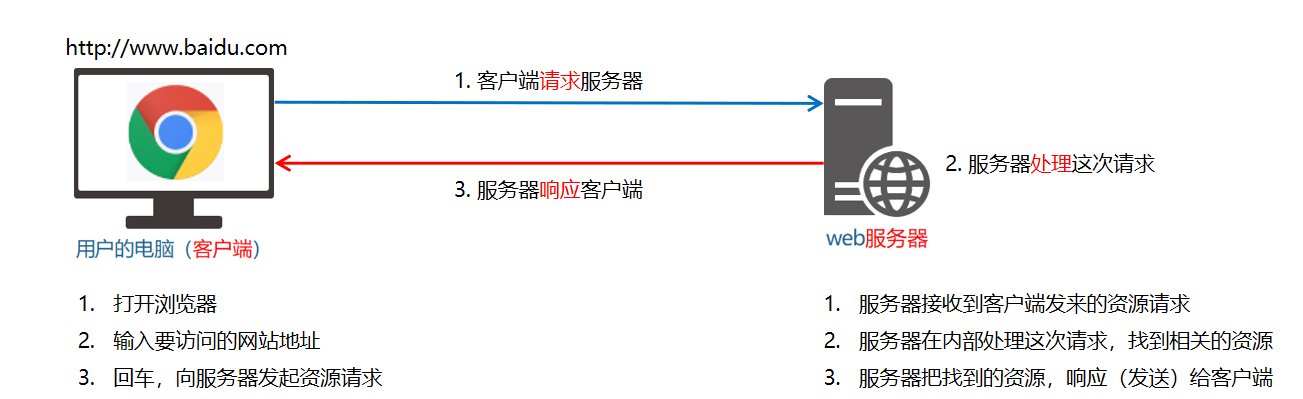 http://www.baidu.com
1. 客户端请求服务器
2. 服务器处理这次请求
3. 服务器响应客户端
用户的电脑（客户端）
web服务器
1. 打开浏览器
2. 输入要访问的网站地址
3. 回车，向服务器发起资源请求
1. 服务器接收到客户端发来的资源请求
2. 服务器在内部处理这次请求，找到相关的资源
3. 服务器把找到的资源，响应（发送）给客户端